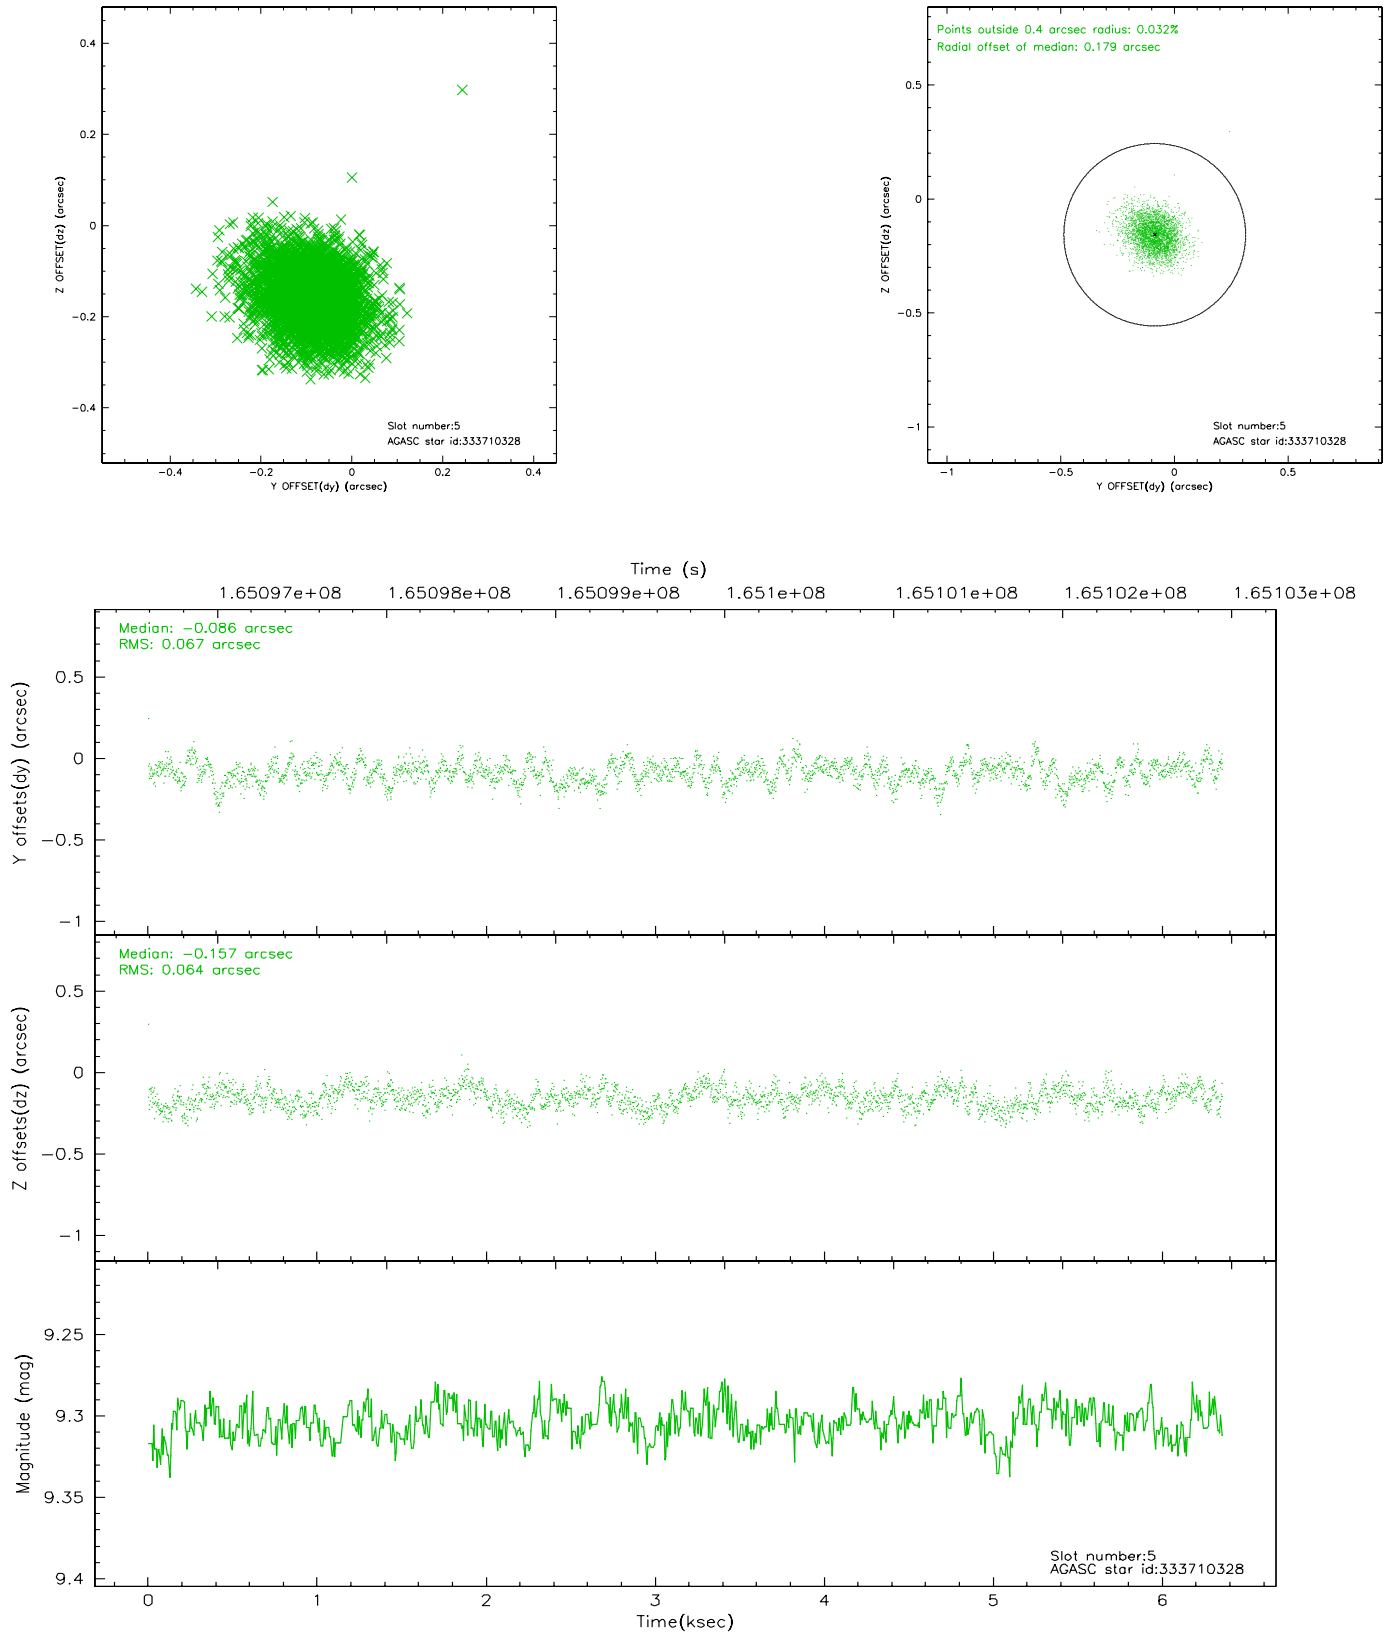 0.4
0.2
0
−0.2
−0.4
Z OFFSET(dz) (arcsec)
−0.4 −0.2 0 0.2 0.4
Y OFFSET(dy) (arcsec)
Slot number:5
AGASC star id:333710328
Points outside 0.4 arcsec radius: 0.032%
Radial offset of median: 0.179 arcsec
0.5
0
−0.5
−1
Z OFFSET(dz) (arcsec)
−1 −0.5 0 0.5
Y OFFSET(dy) (arcsec)
Slot number:5
AGASC star id:333710328
Time (s)
1.65097e+08 1.65098e+08 1.65099e+08 1.651e+08 1.65101e+08 1.65102e+08 1.65103e+08
Median: −0.086 arcsec
RMS: 0.067 arcsec
0.5
0
−0.5
−1
Y offsets(dy) (arcsec)
Median: −0.157 arcsec
RMS: 0.064 arcsec
0.5
0
−0.5
−1
Z offsets(dz) (arcsec)
9.25
9.3
9.35
9.4
Magnitude (mag)
Slot number:5
AGASC star id:333710328
0 1 2 3 4 5 6
Time(ksec)